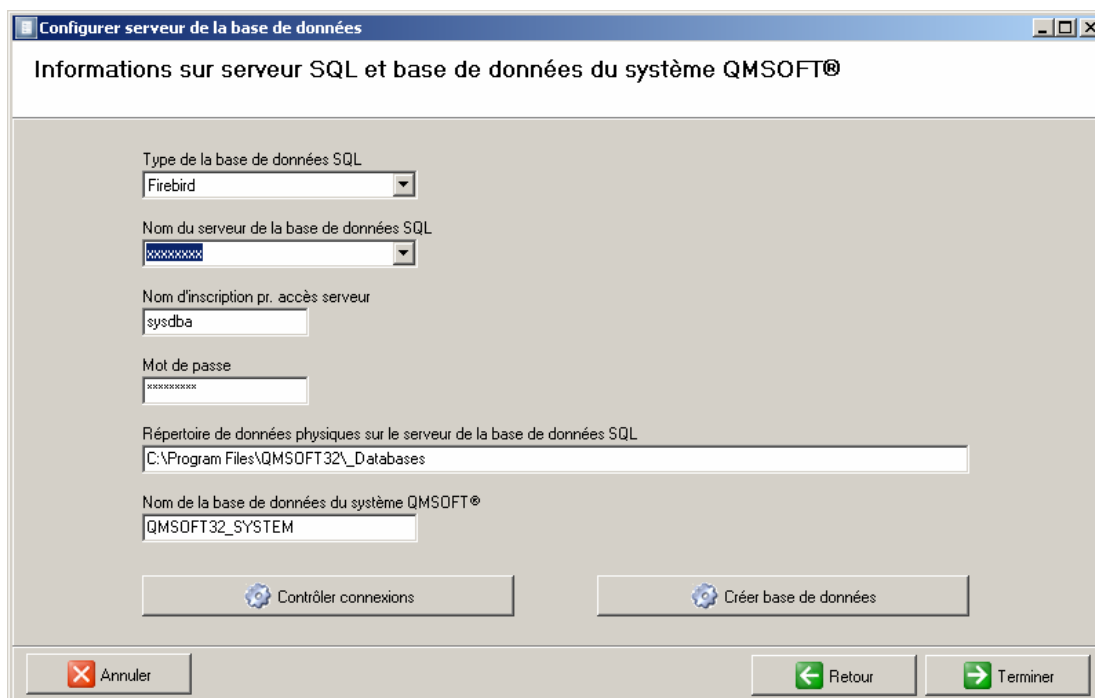 Configurer serveur de la base de données
Informations sur serveur SQL et base de données du système QMSOFT®
Type de la base de données SQL
Firebird
Nom du serveur de la base de données SQL
xxxxxxxx
Nom d'inscription pr. accès serveur
sysdba
Mot de passe
*********
Répertoire de données physiques sur le serveur de la base de données SQL
C:\Program Files\QMSOFT32\_Databases
Nom de la base de données du système QMSOFT®
QMSOFT32_SYSTEM
Contrôler connexions Créer base de données
Annuler Retour Terminer